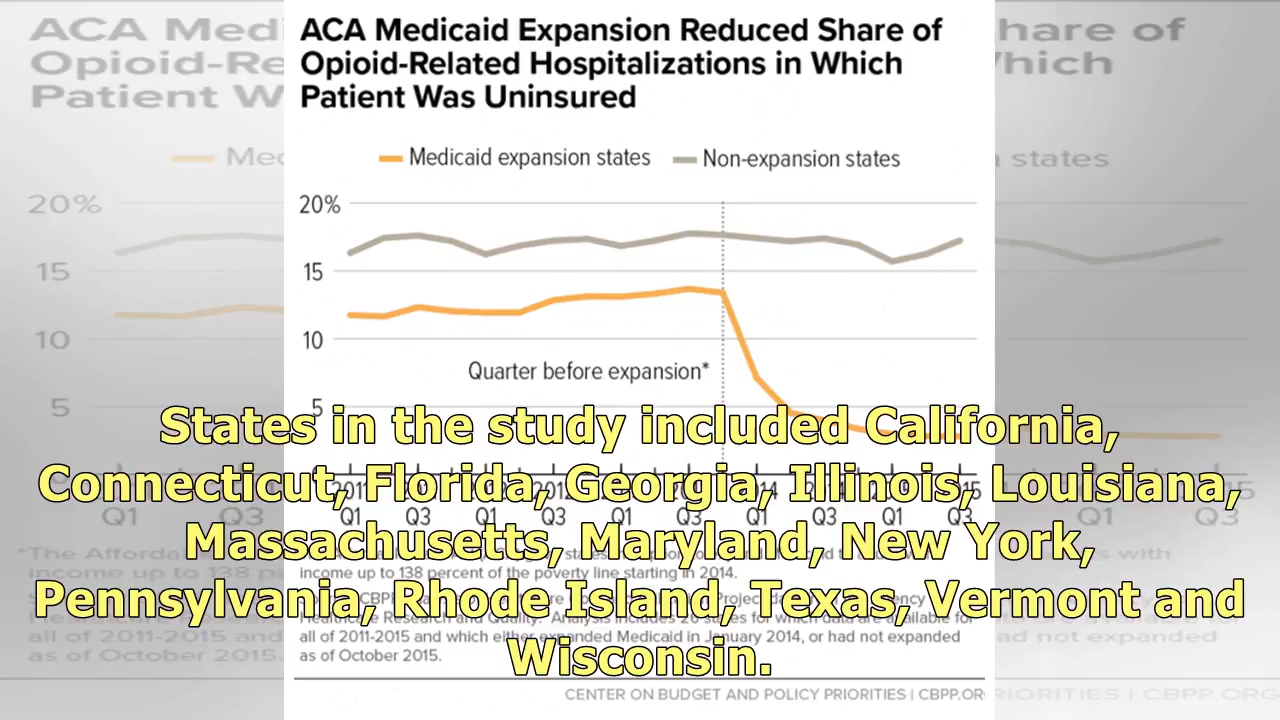 ACA Medicaid Expansion Reduced Share of
Opioid-Related Hospitalizations in Which
Patient Was Uninsured
Medicaid expansion states
Non-expansion states
20%
15
10
5
Quarter before expansion*
States in the study included California,
Connecticut, Florida, Georgia, Illinois, Louisiana,
Massachusetts, Maryland, New York,
Pennsylvania, Rhode Island, Texas, Vermont and
Wisconsin.
Q1 Q3 Q1 Q3 Q1 Q3 Q1 Q3 Q1 Q3
income up to 138 percent of the poverty line starting in 2014.
all of 2011-2015 and which either expanded Medicaid in January 2014, or had not expanded
as of October 2015.
CENTER ON BUDGET AND POLICY PRIORITIES | CBPP.OR